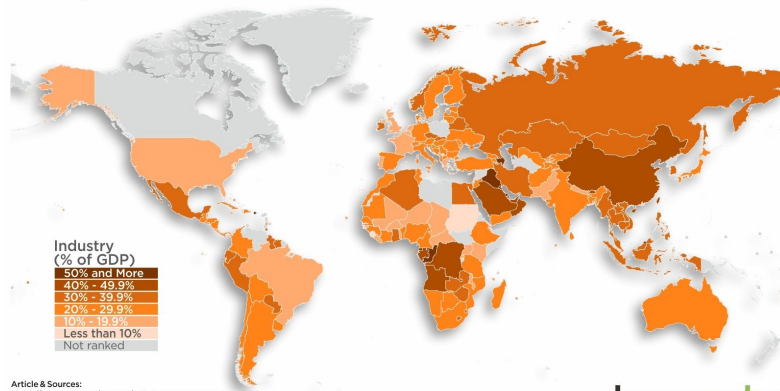 Industry
(% of GDP)
50% and More
40% - 49.9%
30% - 39.9%
20% - 29.9%
10% - 19.9%
Less than 10%
Not ranked
Article & Sources: